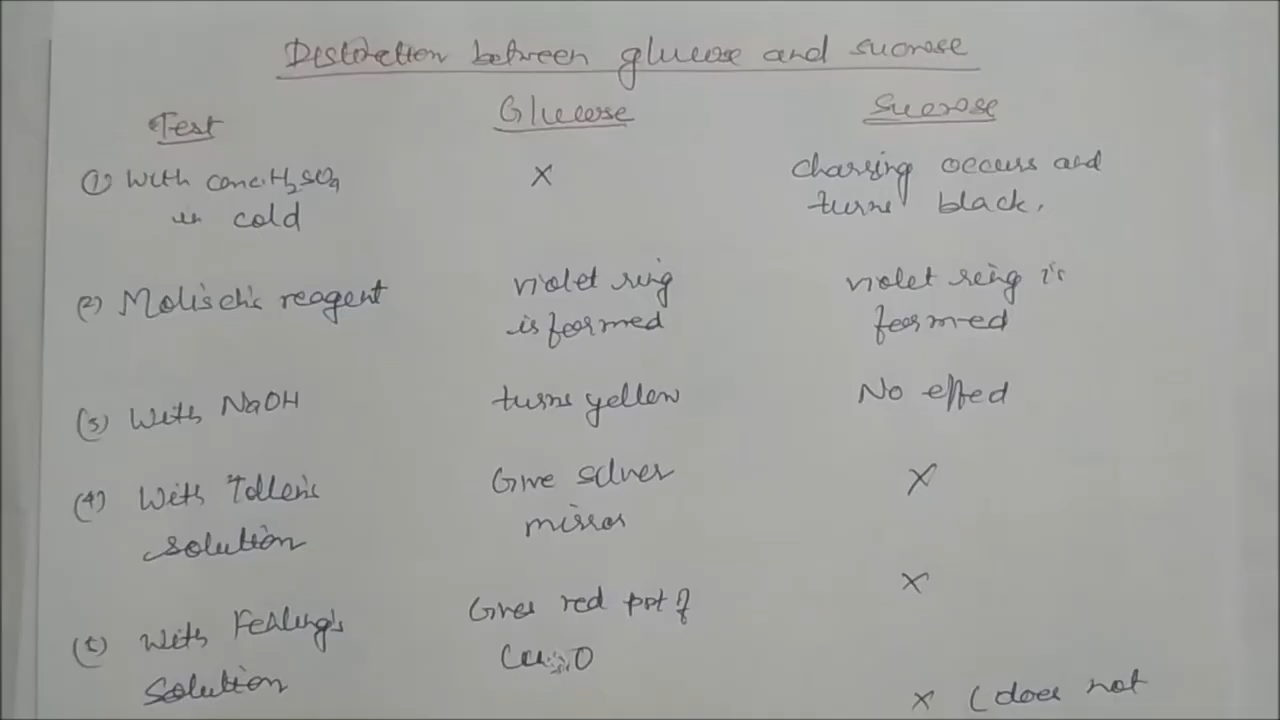 Distinction between glucose and sucrose
Test Glucose Sucrose
(1) With conc. H2SO4 X charring occurs and
in cold turns black.
(2) Molisch's reagent violet ring violet ring is
is formed formed
(3) With NaOH turns yellow No effect
(4) With Tollen's Give silver X
solution mirror
(5) With Fehling's Gives red ppt of X
solution Cu2O
X (does not